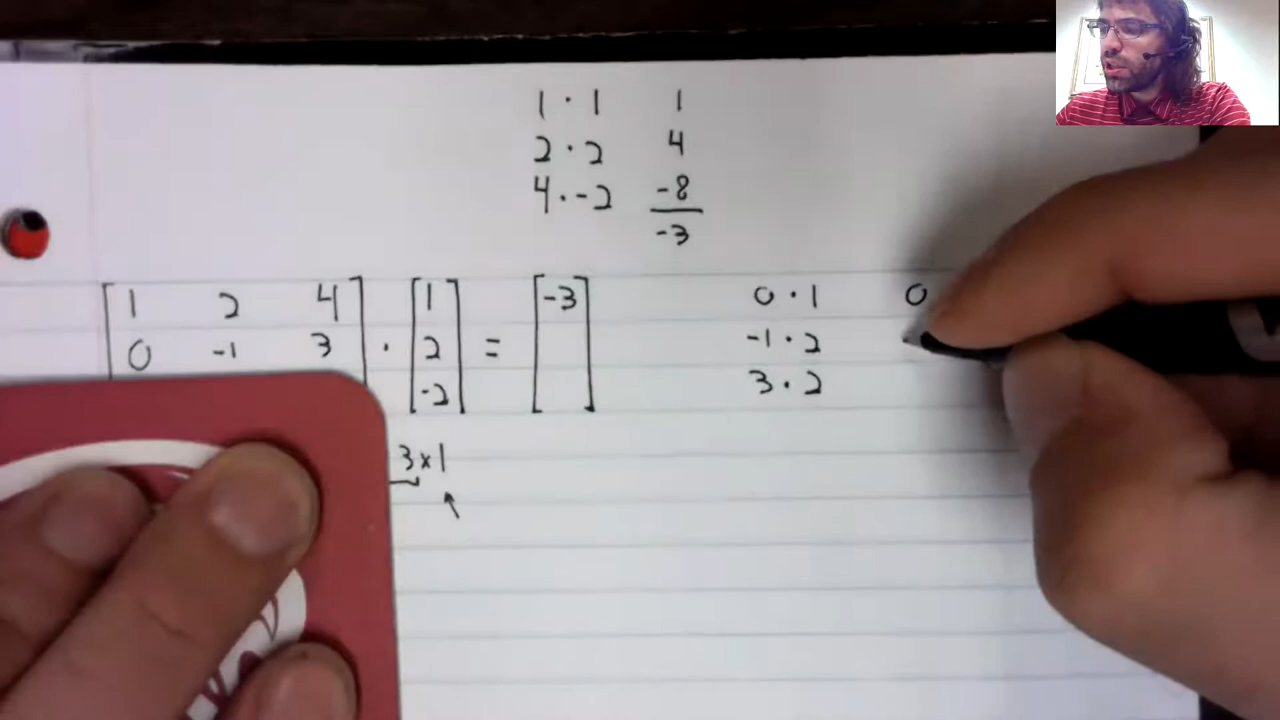 1 · 1 1
2 · 2 4
4 · -2 -8
-3
[1 2 4 [1 [-3] 0 · 1 0
0 -1 3] · 2 = -1 · 2
-2] 3 · 2
3x1